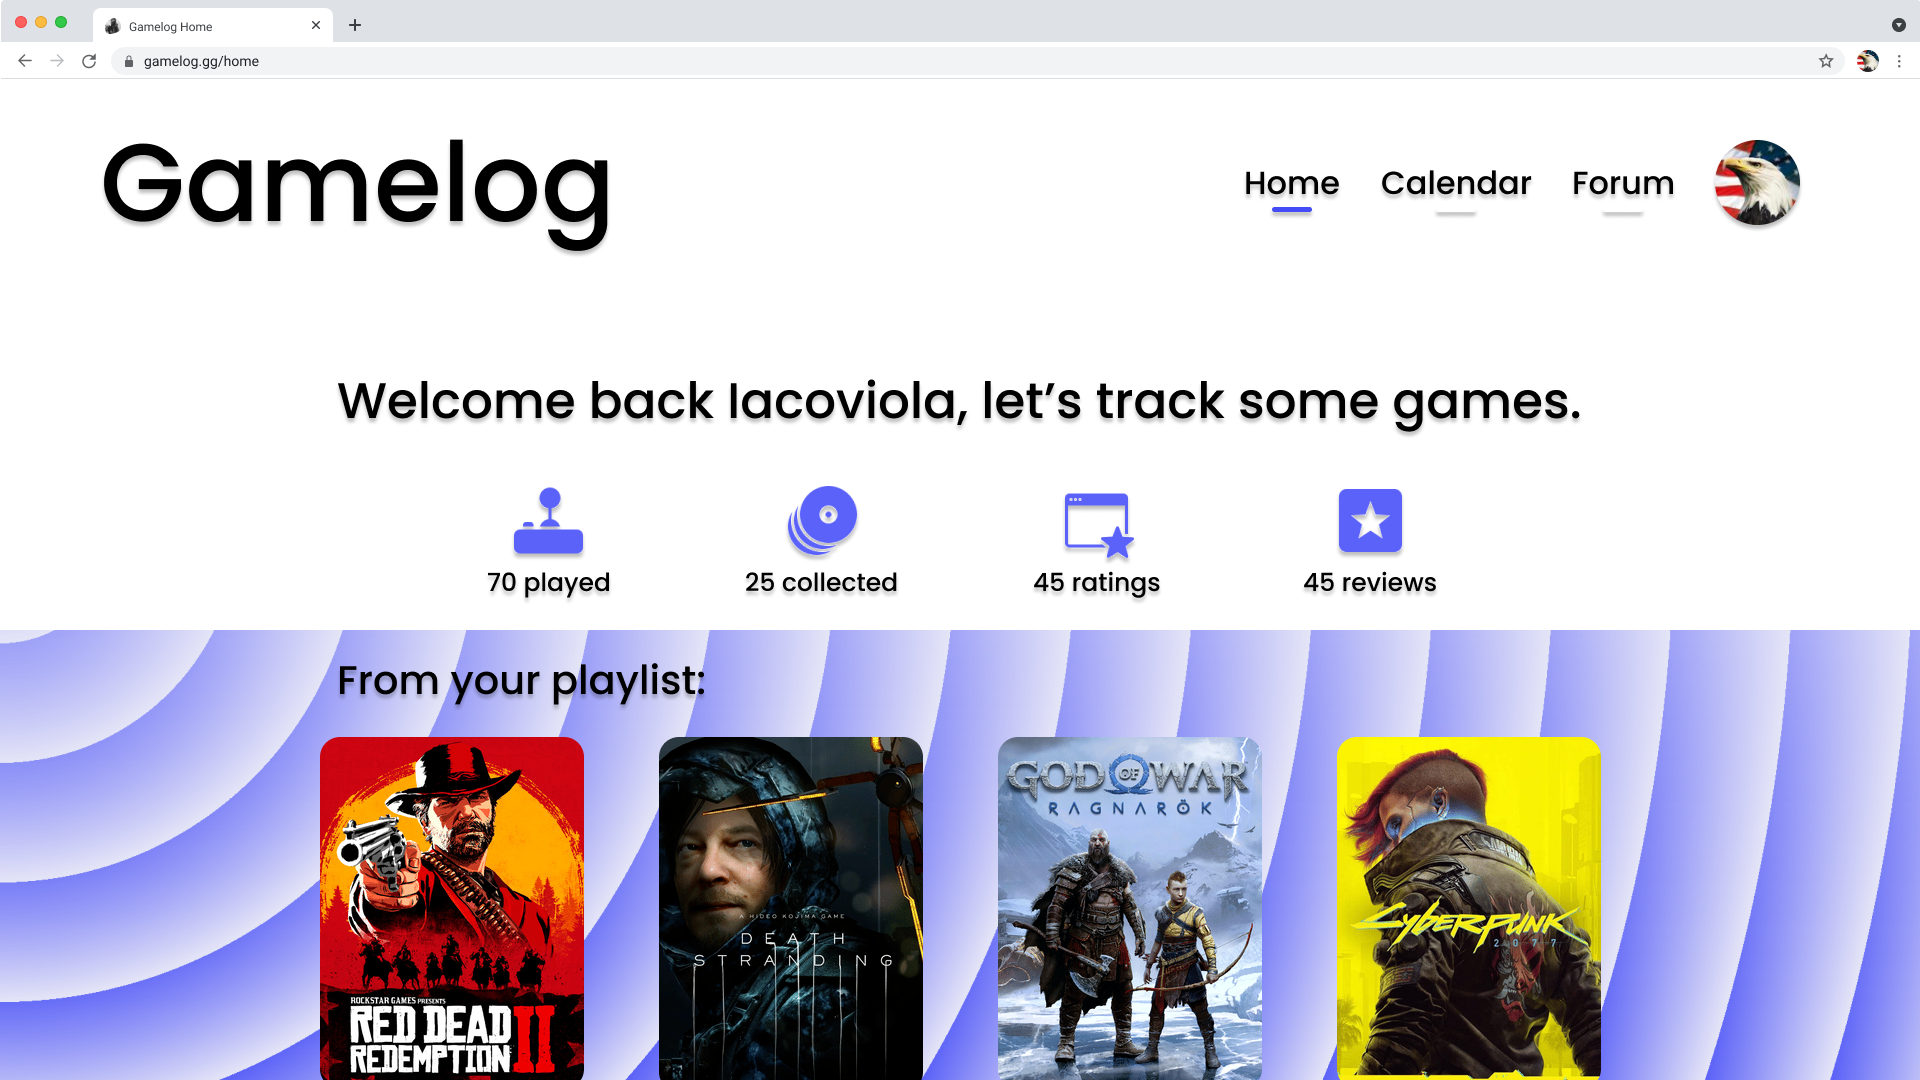 Gamelog Home
gamelog.gg/home
Gamelog
Home
Calendar
Forum
Welcome back Iacoviola, let’s track some games.
70 played
25 collected
45 ratings
45 reviews
From your playlist:
ROCKSTAR GAMES PRESENTS
RED DEAD
REDEMPTION II
A HIDEO KOJIMA GAME
DEATH
STRANDING
GOD OF WAR
RAGNARÖK
SAMURAI
CYBERPUNK
2077